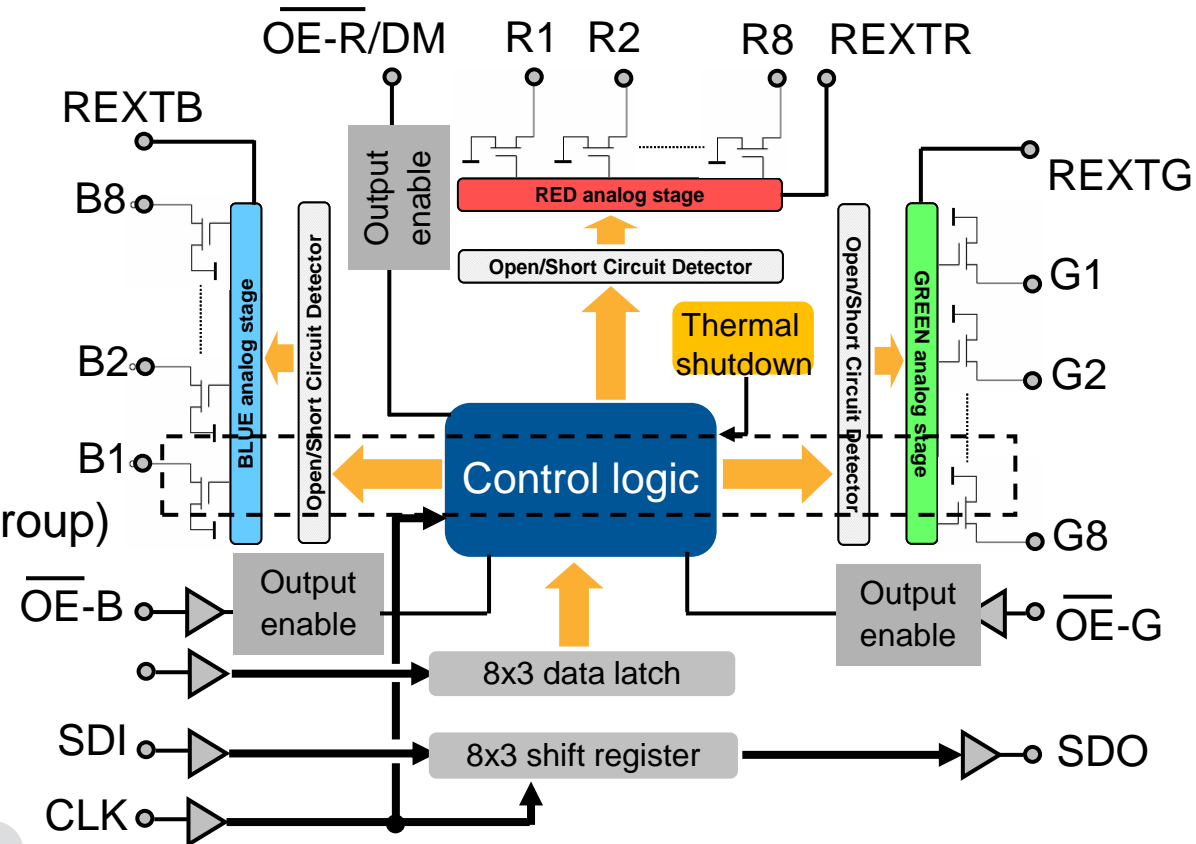 OE-R/DM
R1
R2
R8
REXTR
REXTB
REXTG
B8
B2
B1
Output
enable
RED analog stage
Open/Short Circuit Detector
Thermal
shutdown
BLUE analog stage
Open/Short Circuit Detector
Open/Short Circuit Detector
GREEN analog stage
G1
G2
G8
Control logic
roup)
OE-B
Output
enable
Output
enable
OE-G
8x3 data latch
SDI
8x3 shift register
SDO
CLK